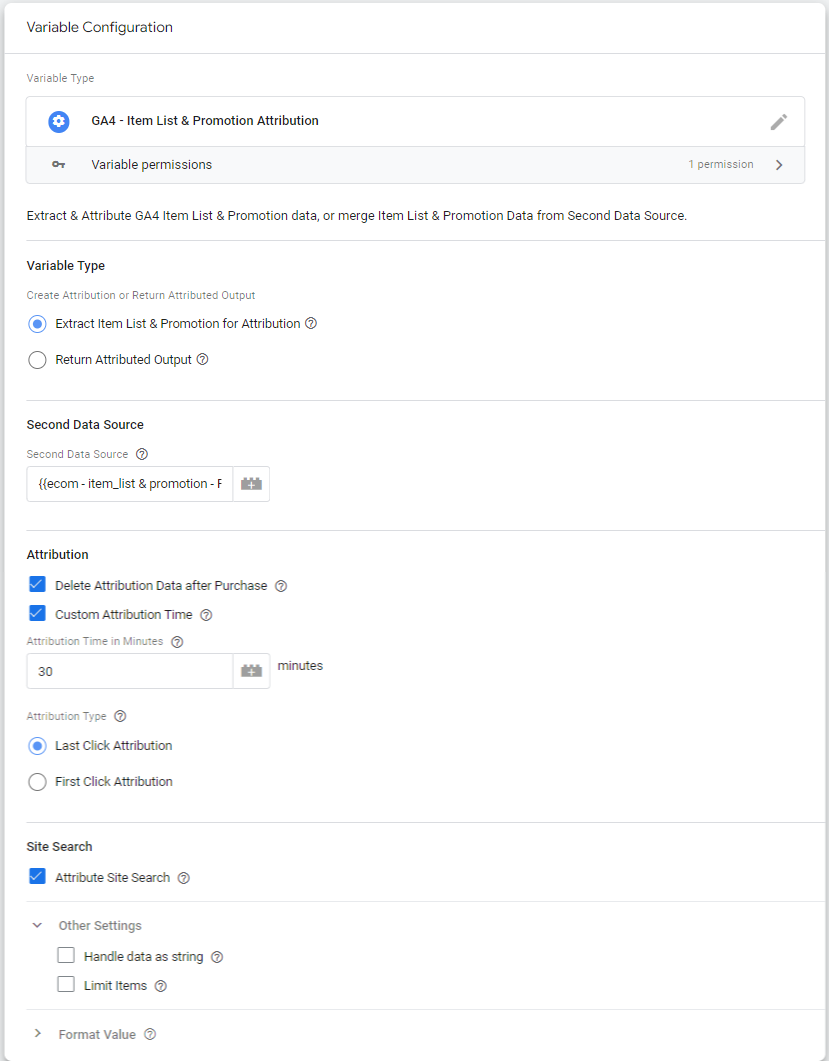 Variable Configuration
Variable Type
GA4 - Item List & Promotion Attribution
Variable permissions 1 permission
Extract & Attribute GA4 Item List & Promotion data, or merge Item List & Promotion Data from Second Data Source.
Variable Type
Create Attribution or Return Attributed Output
Extract Item List & Promotion for Attribution
Return Attributed Output
Second Data Source
Second Data Source
{{ecom - item_list & promotion - F
Attribution
Delete Attribution Data after Purchase
Custom Attribution Time
Attribution Time in Minutes
30 minutes
Attribution Type
Last Click Attribution
First Click Attribution
Site Search
Attribute Site Search
Other Settings
Handle data as string
Limit Items
Format Value